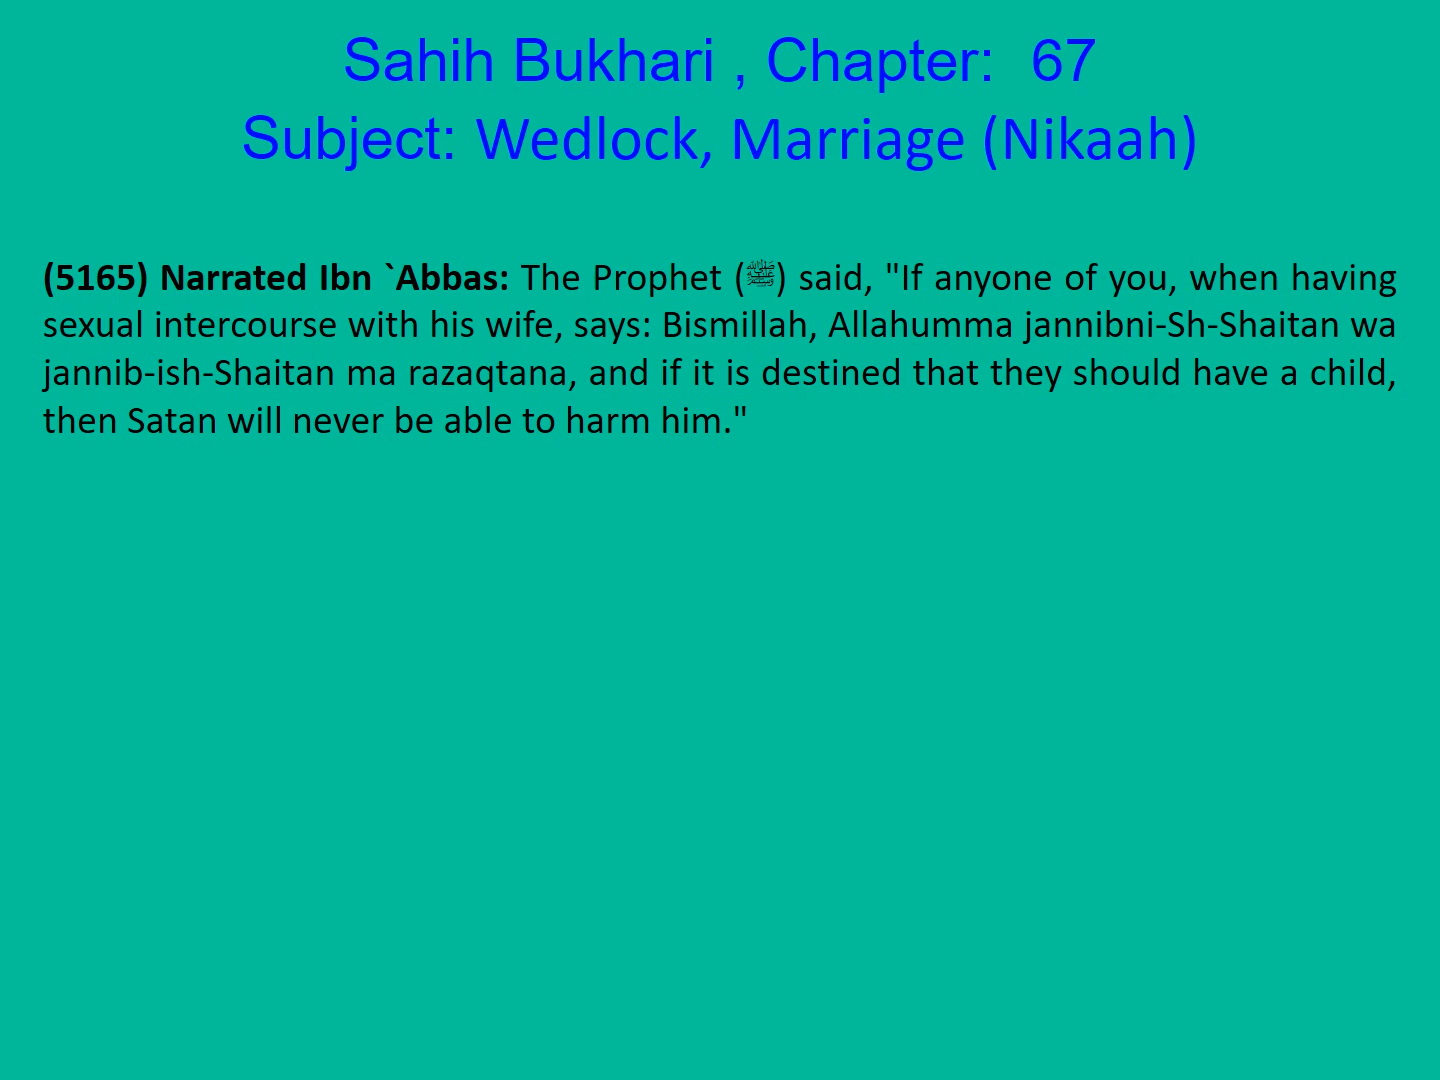 Sahih Bukhari , Chapter:  67
Subject: Wedlock, Marriage (Nikaah)
(5165) Narrated Ibn `Abbas: The Prophet (ﷺ) said, "If anyone of you, when having
sexual intercourse with his wife, says: Bismillah, Allahumma jannibni-Sh-Shaitan wa
jannib-ish-Shaitan ma razaqtana, and if it is destined that they should have a child,
then Satan will never be able to harm him."